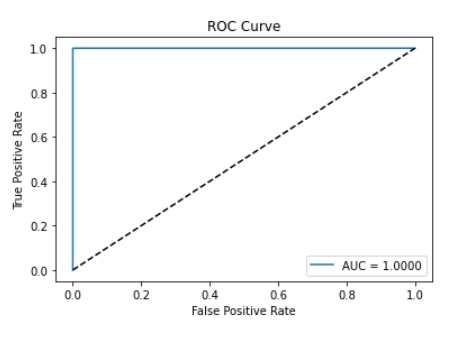 ROC Curve
1.0
0.8
0.6
0.4
0.2
0.0
True Positive Rate
AUC = 1.0000
0.0 0.2 0.4 0.6 0.8 1.0
False Positive Rate